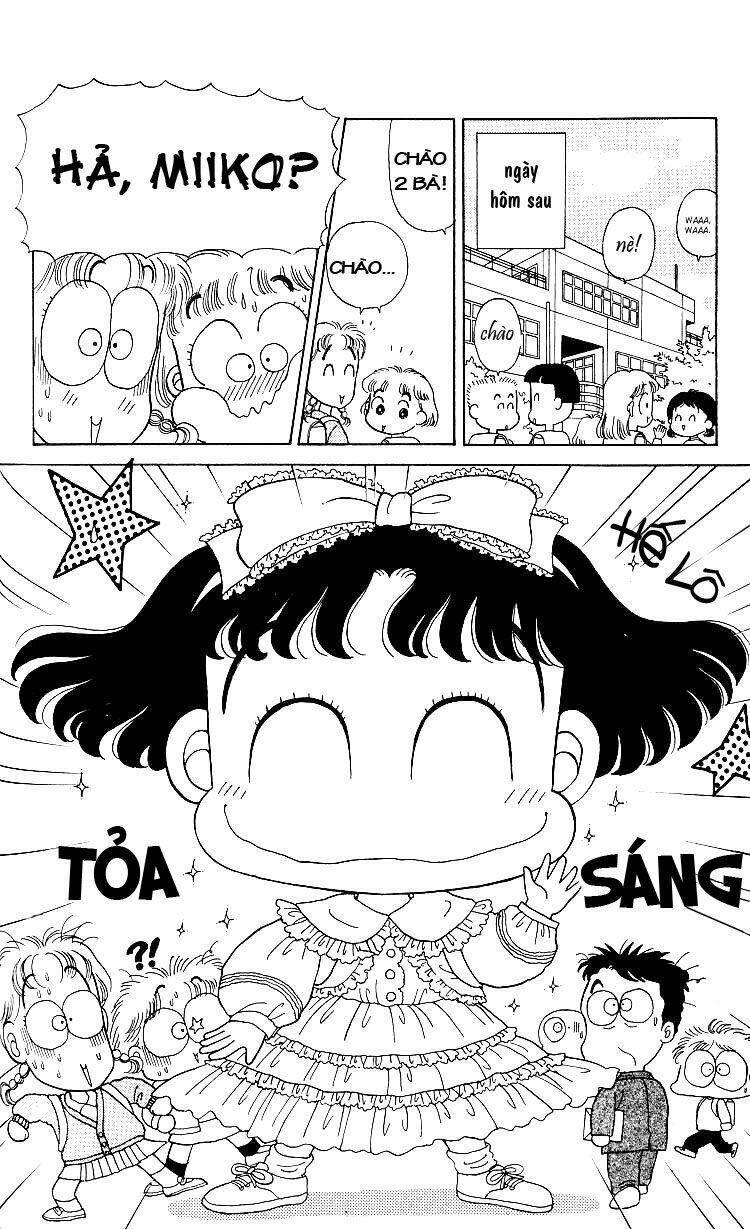 ngày
hôm sau
WAAA,
WAAA.
nè!
chào
CHÀO
2 BÀ!
CHÀO...
HẢ, MIIKO?
HẾ LÔ
TỎA
SÁNG
?!